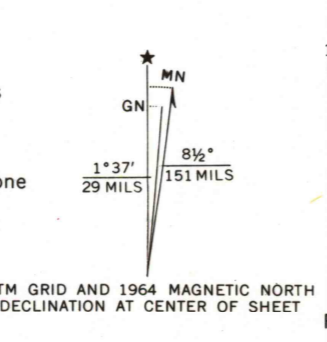 MN
GN
1°37'
29 MILS
8½°
151 MILS
TM GRID AND 1964 MAGNETIC NORTH
DECLINATION AT CENTER OF SHEET